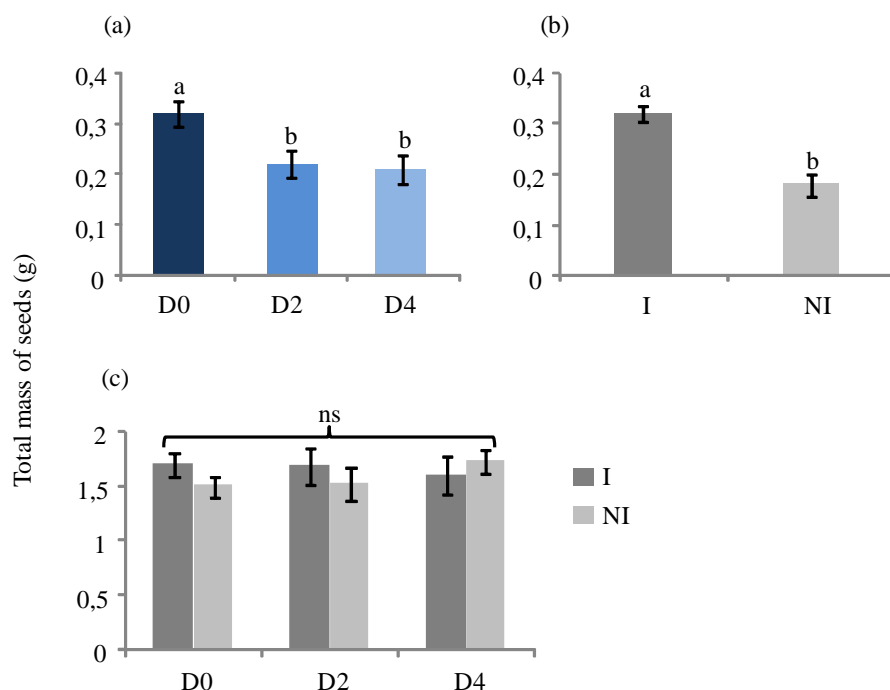 (a)
0,4
0,3
0,2
0,1
0
a
b
b
D0 D2 D4
(b)
0,4
0,3
0,2
0,1
0
a
b
I NI
Total mass of seeds (g)
(c)
2
1,5
1
0,5
0
ns
D0 D2 D4
I
NI